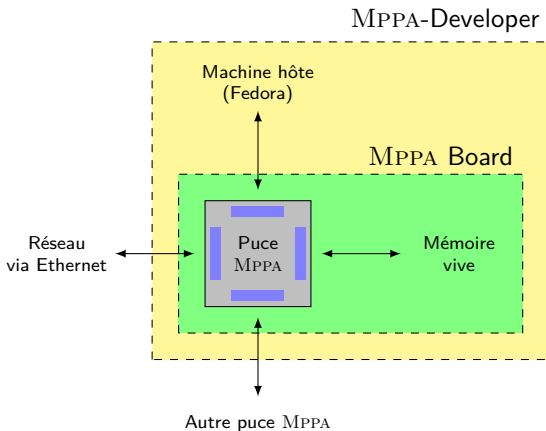 MPPA-Developer
Machine hôte
(Fedora)
MPPA Board
Réseau
via Ethernet
Puce
MPPA
Mémoire
vive
Autre puce MPPA